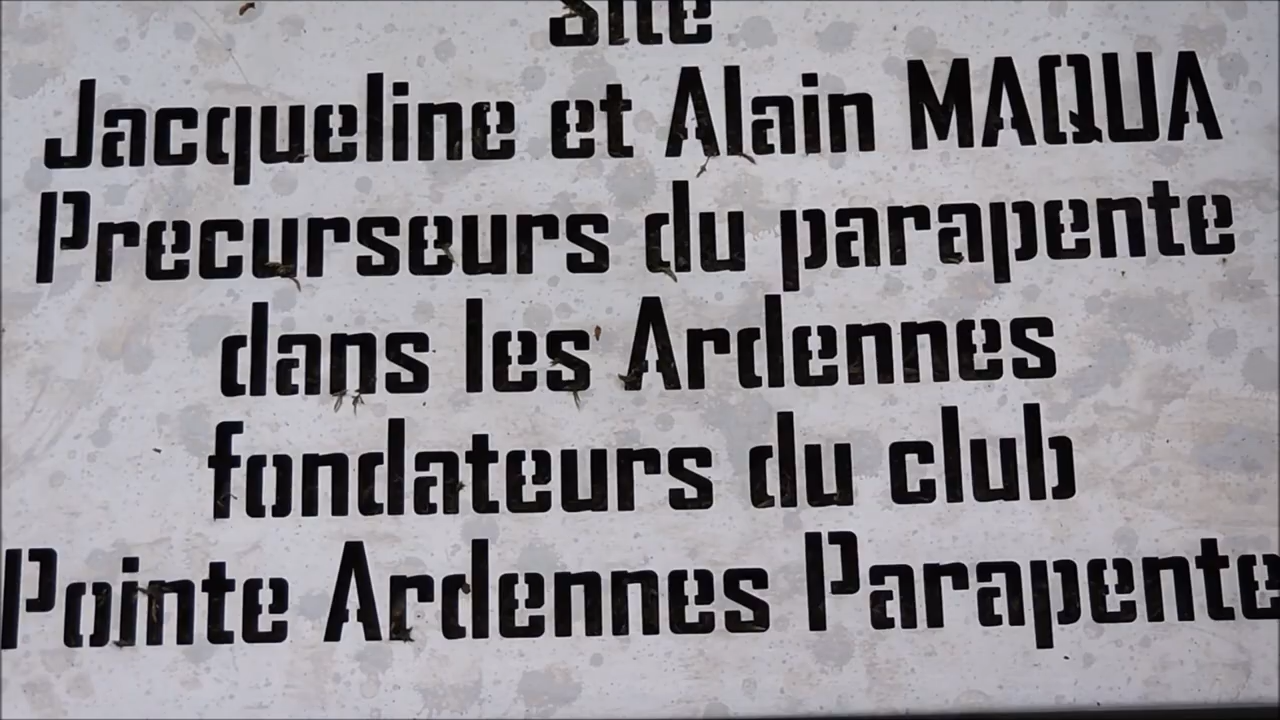 Site
Jacqueline et Alain MAQUA
Precurseurs du parapente
dans les Ardennes
fondateurs du club
Pointe Ardennes Parapente